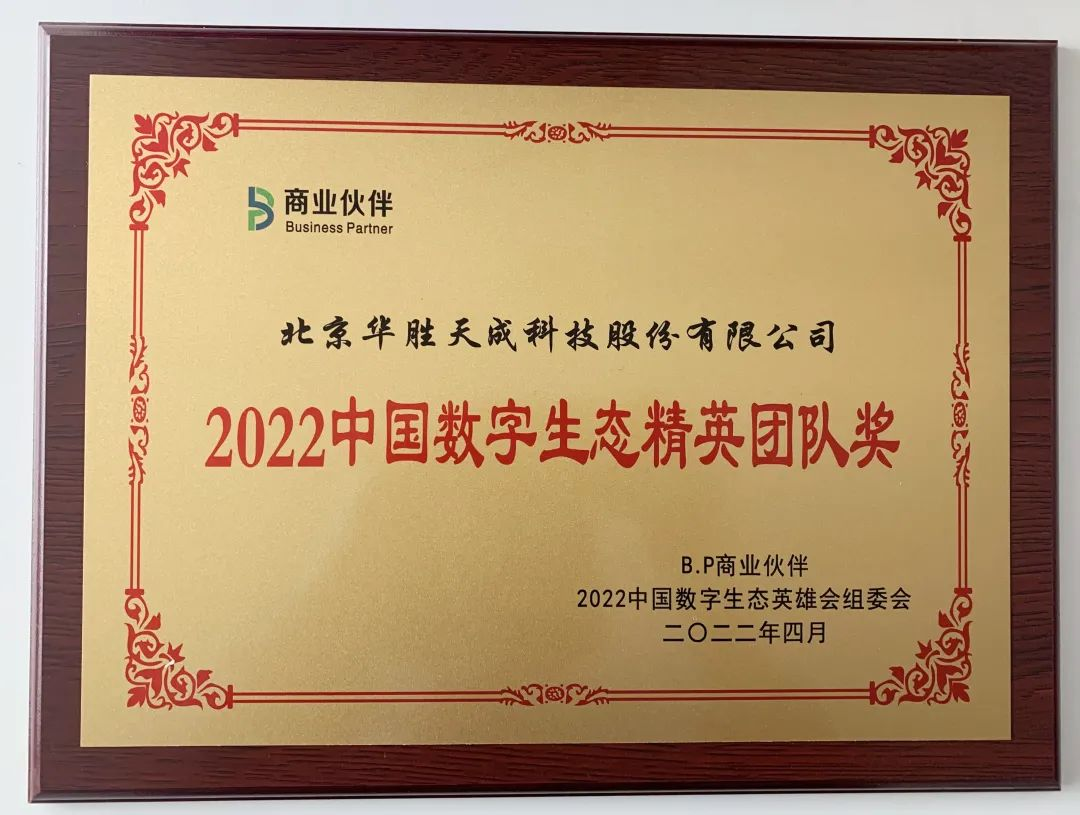 商业伙伴
Business Partner
北京华胜天成科技股份有限公司
2022中国数字生态精英团队奖
B.P商业伙伴
2022中国数字生态英雄会组委会
二〇二二年四月